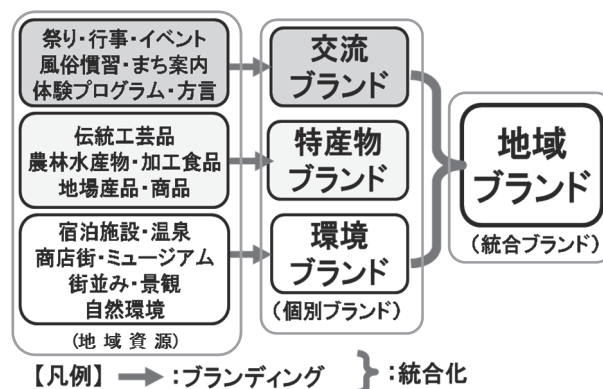 祭り・行事・イベント
風俗慣習・まち案内
体験プログラム・方言
伝統工芸品
農林水産物・加工食品
地場産品・商品
宿泊施設・温泉
商店街・ミュージアム
街並み・景観
自然環境
(地域資源)
交流
ブランド
特産物
ブランド
環境
ブランド
(個別ブランド)
地域
ブランド
(統合ブランド)
【凡例】 :ブランディング :統合化